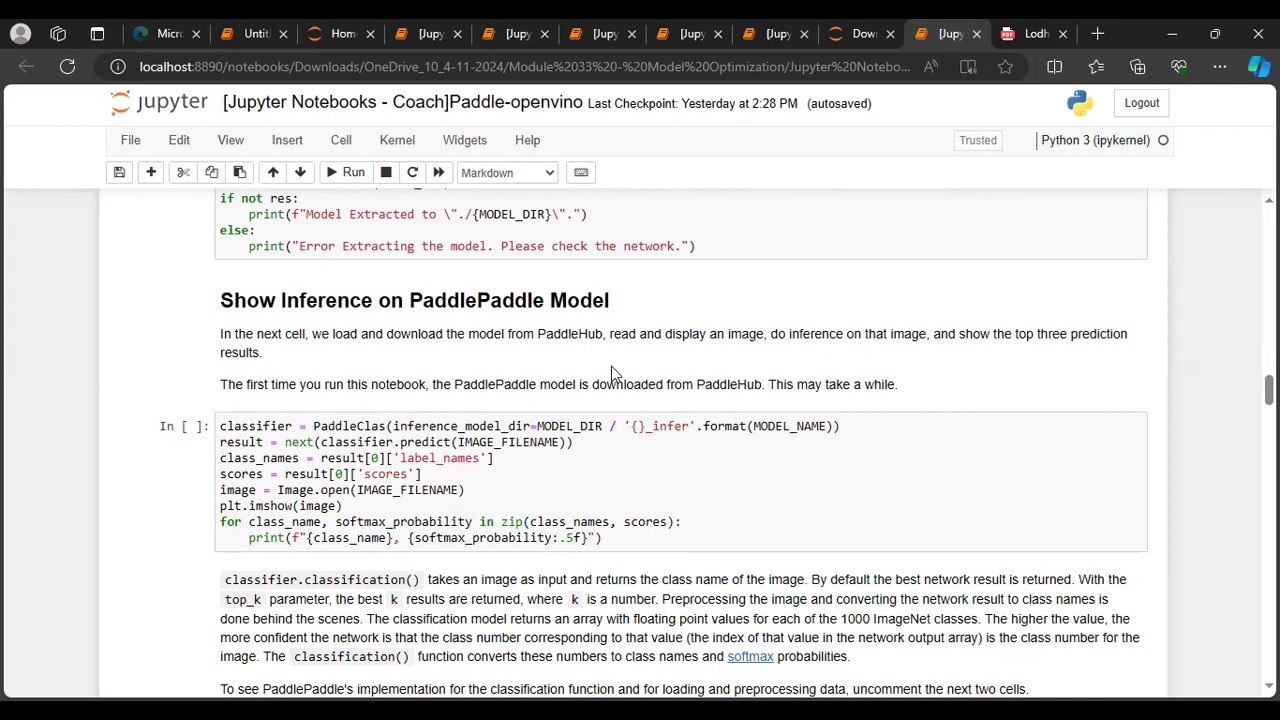 Micro
Untit
Hom
[Jupy
[Jupy
[Jupy
[Jupy
[Jupy
Down
[Jupy
Lodh
localhost:8890/notebooks/Downloads/OneDrive_10_4-11-2024/Module%2033%20-%20Model%20Optimization/Jupyter%20Notebo...
jupyter [Jupyter Notebooks - Coach]Paddle-openvino Last Checkpoint: Yesterday at 2:28 PM (autosaved)
Logout
File Edit View Insert Cell Kernel Widgets Help
Trusted
Python 3 (ipykernel)
Run
Markdown
if not res:
print(f"Model Extracted to \"./{MODEL_DIR}\".")
else:
print("Error Extracting the model. Please check the network.")
Show Inference on PaddlePaddle Model
In the next cell, we load and download the model from PaddleHub, read and display an image, do inference on that image, and show the top three prediction
results.
The first time you run this notebook, the PaddlePaddle model is downloaded from PaddleHub. This may take a while.
In [ ]: classifier = PaddleClas(inference_model_dir=MODEL_DIR / '{}_infer'.format(MODEL_NAME))
result = next(classifier.predict(IMAGE_FILENAME))
class_names = result[0]['label_names']
scores = result[0]['scores']
image = Image.open(IMAGE_FILENAME)
plt.imshow(image)
for class_name, softmax_probability in zip(class_names, scores):
print(f"{class_name}, {softmax_probability:.5f}")
classifier.classification() takes an image as input and returns the class name of the image. By default the best network result is returned. With the
top_k parameter, the best k results are returned, where k is a number. Preprocessing the image and converting the network result to class names is
done behind the scenes. The classification model returns an array with floating point values for each of the 1000 ImageNet classes. The higher the value, the
more confident the network is that the class number corresponding to that value (the index of that value in the network output array) is the class number for the
image. The classification() function converts these numbers to class names and softmax probabilities.
To see PaddlePaddle's implementation for the classification function and for loading and preprocessing data, uncomment the next two cells.